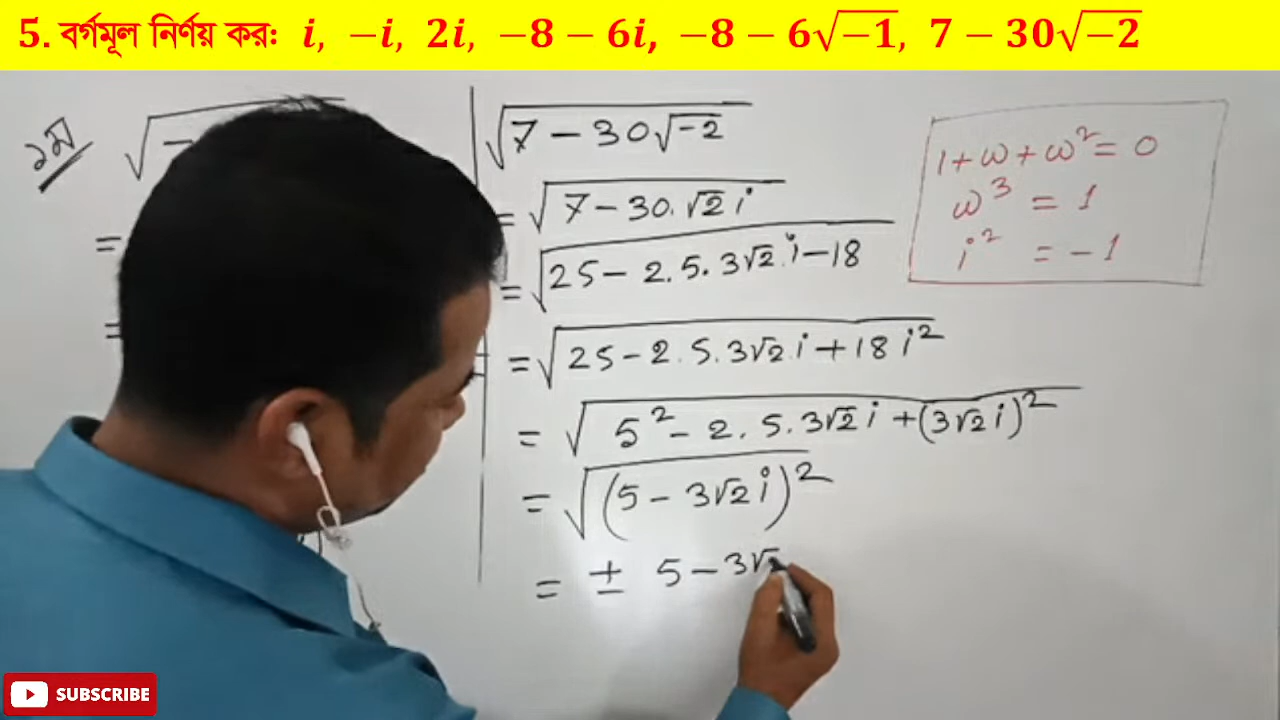 5. বর্গমূল নির্ণয় করঃ i, −i, 2i, −8 − 6i, −8 − 6√−1, 7 − 30√−2
১ম
√−
=
=
√7 − 30√−2
= √7 − 30.√2 i
= √25 − 2.5.3√2 i − 18
= √25 − 2.5.3√2 i + 18 i²
= √5² − 2.5.3√2 i + (3√2 i)²
= √(5 − 3√2 i)²
= ± 5 − 3√2
1 + ω + ω² = 0
ω³ = 1
i² = −1
SUBSCRIBE